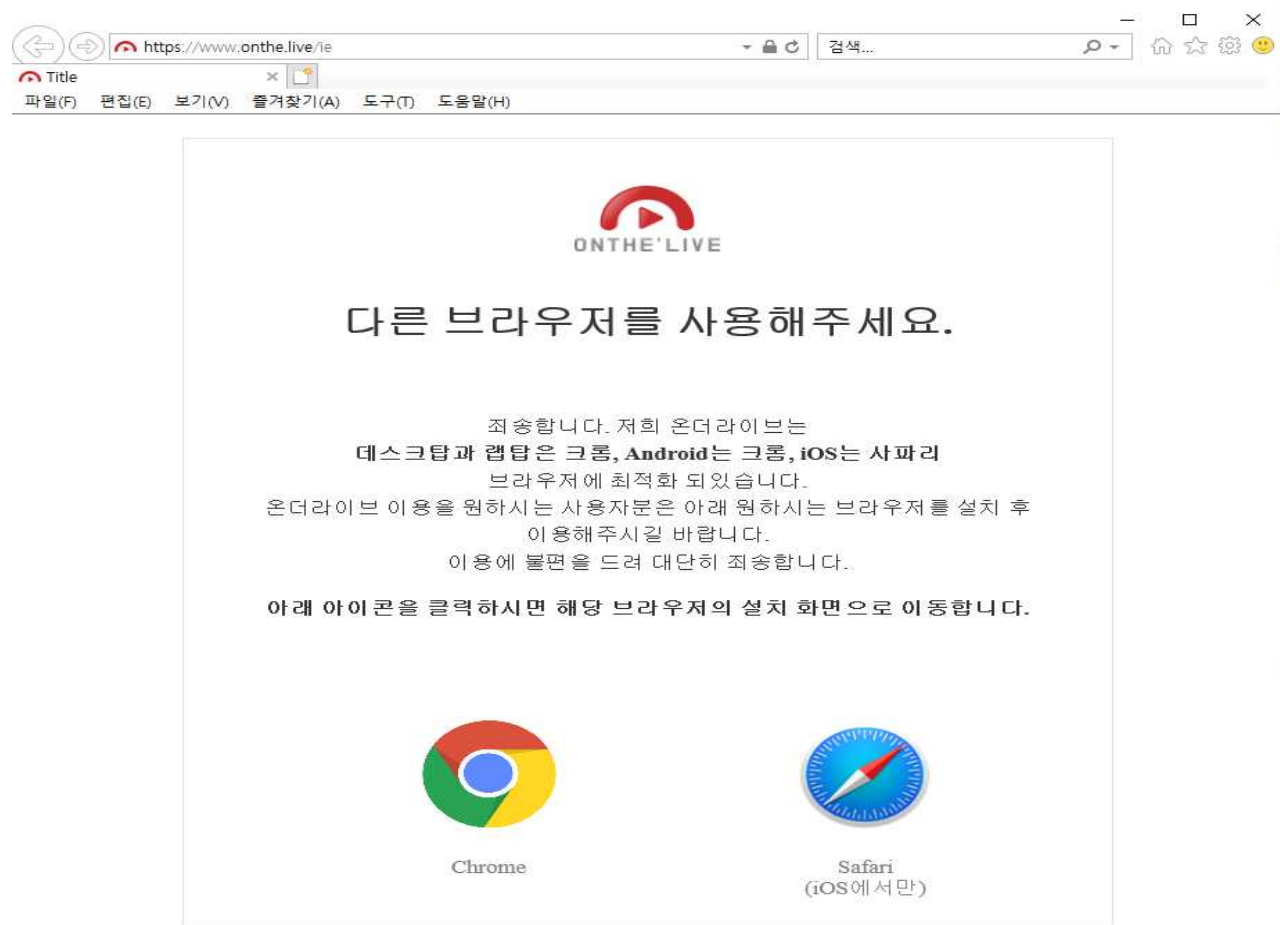 https://www.onthe.live/ie
검색...
Title
파일(F) 편집(E) 보기(V) 즐겨찾기(A) 도구(T) 도움말(H)
ONTHE'LIVE
다른 브라우저를 사용해주세요.
죄송합니다. 저희 온더라이브는
데스크탑과 랩탑은 크롬, Android는 크롬, iOS는 사파리
브라우저에 최적화 되있습니다.
온더라이브 이용을 원하시는 사용자분은 아래 원하시는 브라우저를 설치 후
이용해주시길 바랍니다.
이용에 불편을 드려 대단히 죄송합니다.
아래 아이콘을 클릭하시면 해당 브라우저의 설치 화면으로 이동합니다.
Chrome
Safari
(iOS에서만)